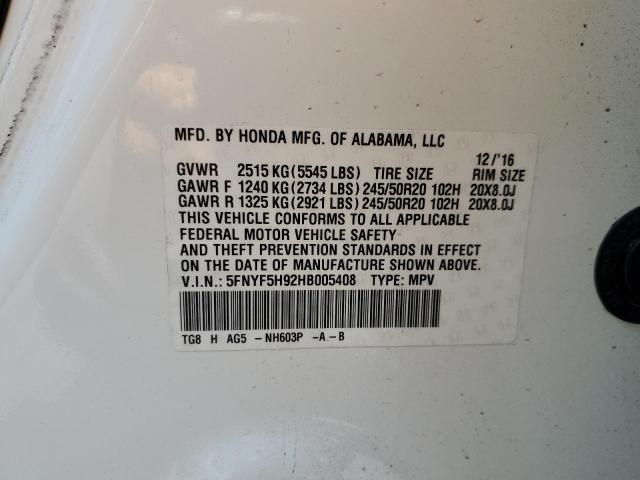 MFD. BY HONDA MFG. OF ALABAMA, LLC
12/'16
GVWR 2515 KG(5545 LBS) TIRE SIZE RIM SIZE
GAWR F 1240 KG(2734 LBS) 245/50R20 102H 20X8.0J
GAWR R 1325 KG(2921 LBS) 245/50R20 102H 20X8.0J
THIS VEHICLE CONFORMS TO ALL APPLICABLE
FEDERAL MOTOR VEHICLE SAFETY
AND THEFT PREVENTION STANDARDS IN EFFECT
ON THE DATE OF MANUFACTURE SHOWN ABOVE.
V.I.N.: 5FNYF5H92HB005408 TYPE: MPV
TG8 H AG5 -NH603P -A-B